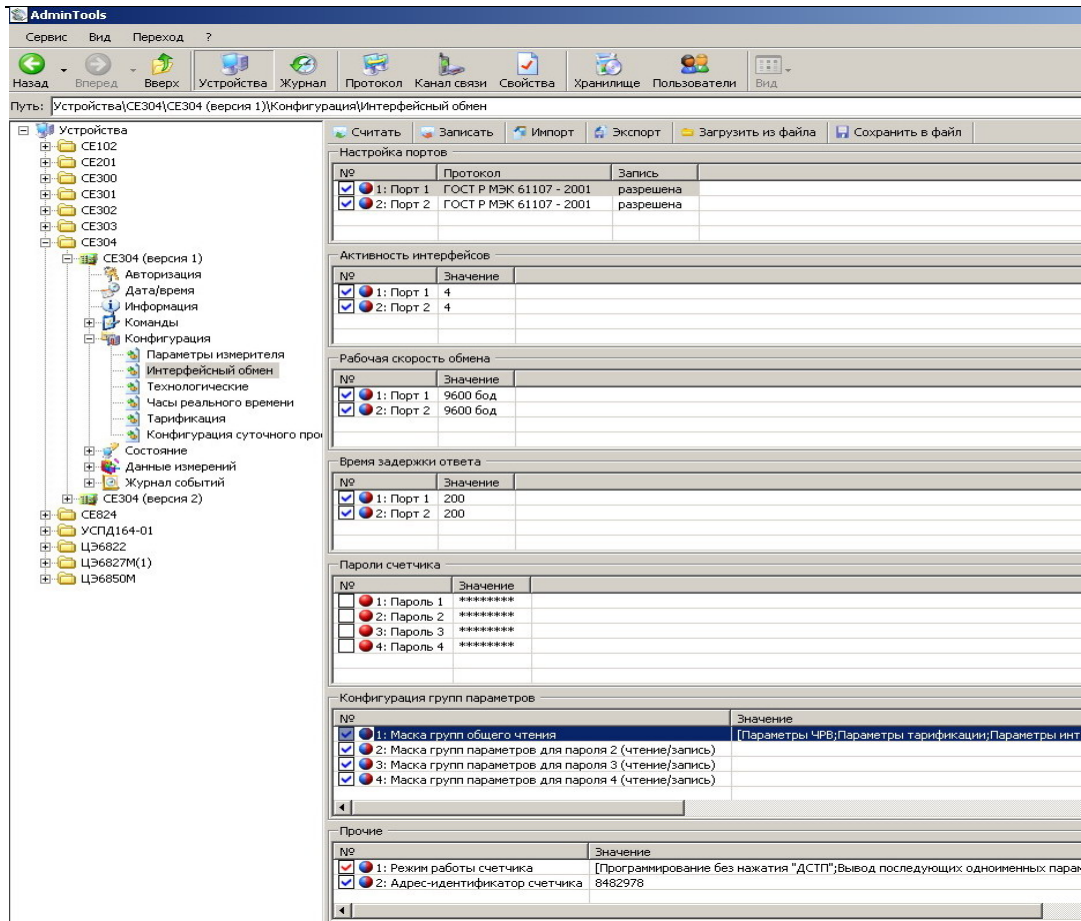 AdminTools
Сервис Вид Переход ?
Назад Вперед Вверх Устройства Журнал Протокол Канал связи Свойства Хранилище Пользователи Вид
Путь: Устройства\CE304\CE304 (версия 1)\Конфигурация\Интерфейсный обмен
Устройства
CE102
CE201
CE300
CE301
CE302
CE303
CE304
CE304 (версия 1)
Авторизация
Дата/время
Информация
Команды
Конфигурация
Параметры измерителя
Интерфейсный обмен
Технологические
Часы реального времени
Тарификация
Конфигурация суточного про
Состояние
Данные измерений
Журнал событий
CE304 (версия 2)
CE824
УСПД164-01
ЦЭ6822
ЦЭ6827М(1)
ЦЭ6850М
Считать Записать Импорт Экспорт Загрузить из файла Сохранить в файл
Настройка портов
№ Протокол Запись
1: Порт 1 ГОСТ Р МЭК 61107 - 2001 разрешена
2: Порт 2 ГОСТ Р МЭК 61107 - 2001 разрешена
Активность интерфейсов
№ Значение
1: Порт 1 4
2: Порт 2 4
Рабочая скорость обмена
№ Значение
1: Порт 1 9600 бод
2: Порт 2 9600 бод
Время задержки ответа
№ Значение
1: Порт 1 200
2: Порт 2 200
Пароли счетчика
№ Значение
1: Пароль 1 ********
2: Пароль 2 ********
3: Пароль 3 ********
4: Пароль 4 ********
Конфигурация групп параметров
№ Значение
1: Маска групп общего чтения [Параметры ЧРВ;Параметры тарификации;Параметры инт
2: Маска групп параметров для пароля 2 (чтение/запись)
3: Маска групп параметров для пароля 3 (чтение/запись)
4: Маска групп параметров для пароля 4 (чтение/запись)
Прочие
№ Значение
1: Режим работы счетчика [Программирование без нажатия "ДСТП";Вывод последующих одноименных парам
2: Адрес-идентификатор счетчика 8482978